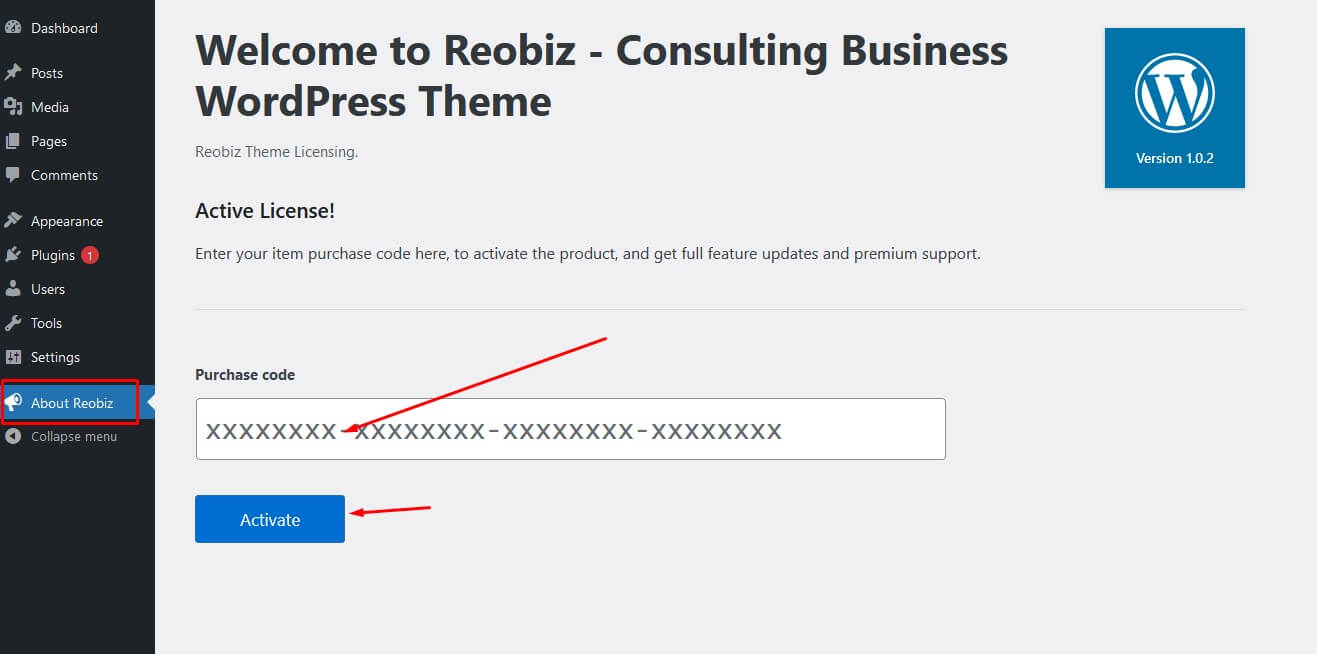 Dashboard
Posts
Media
Pages
Comments
Appearance
Plugins 1
Users
Tools
Settings
About Reobiz
Collapse menu
Welcome to Reobiz - Consulting Business
WordPress Theme
Reobiz Theme Licensing.
Version 1.0.2
Active License!
Enter your item purchase code here, to activate the product, and get full feature updates and premium support.
Purchase code
xxxxxxxx-xxxxxxxx-xxxxxxxx-xxxxxxxx
Activate